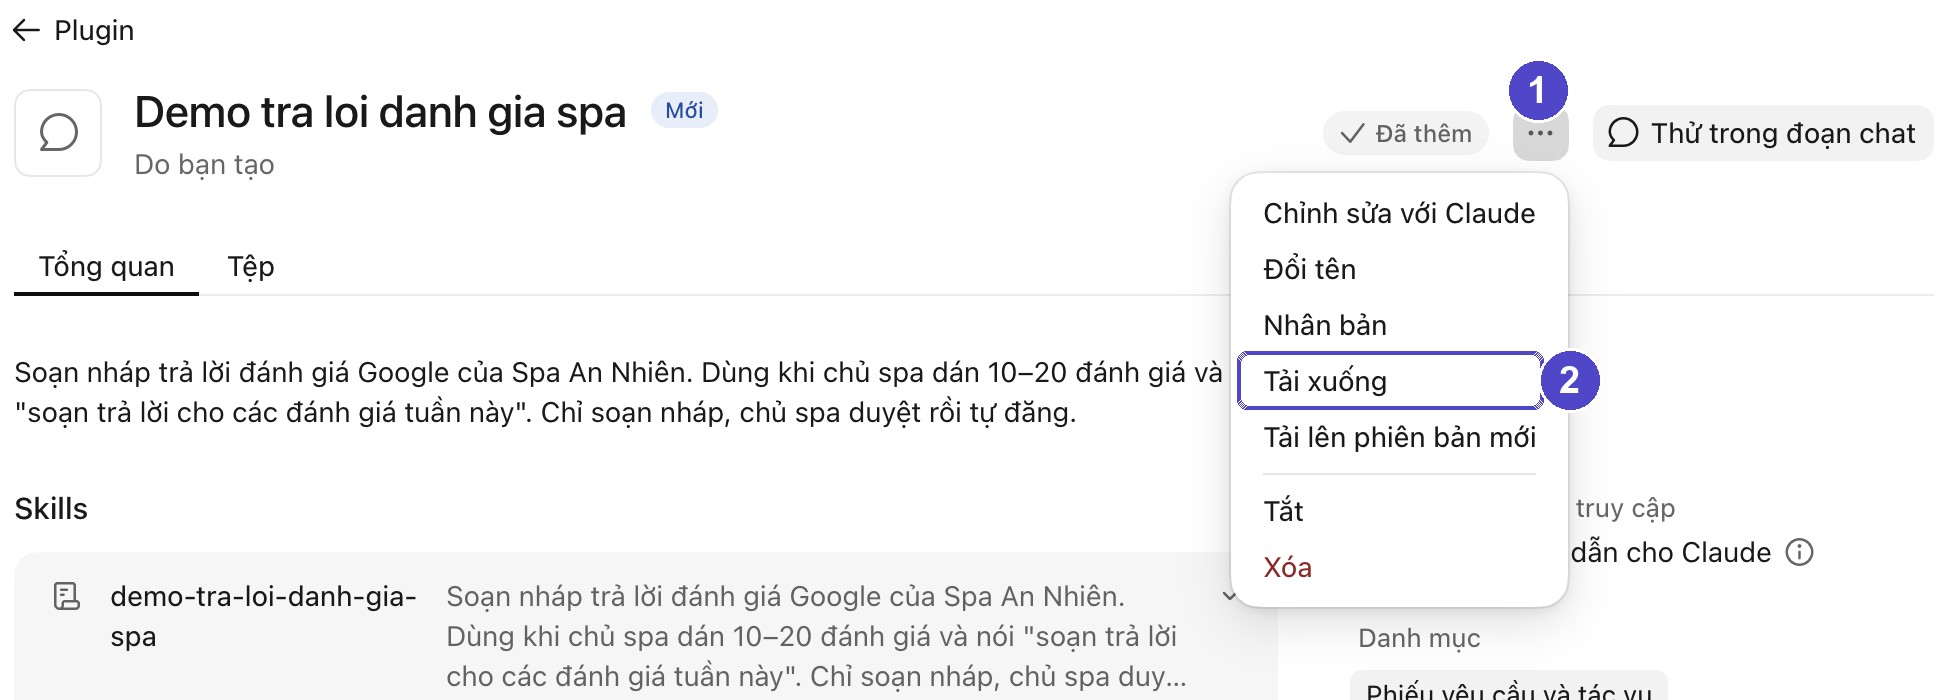 Plugin
Demo tra loi danh gia spa
Mới
Do bạn tạo
Đã thêm
1
...
Thử trong đoạn chat
Chỉnh sửa với Claude
Đổi tên
Nhân bản
Tải xuống
2
Tải lên phiên bản mới
Tắt
Xóa
Tổng quan
Tệp
Soạn nháp trả lời đánh giá Google của Spa An Nhiên. Dùng khi chủ spa dán 10–20 đánh giá và
"soạn trả lời cho các đánh giá tuần này". Chỉ soạn nháp, chủ spa duyệt rồi tự đăng.
Skills
demo-tra-loi-danh-gia-
spa
Soạn nháp trả lời đánh giá Google của Spa An Nhiên.
Dùng khi chủ spa dán 10–20 đánh giá và nói "soạn trả lời
cho các đánh giá tuần này". Chỉ soạn nháp, chủ spa duy...
truy cập
dẫn cho Claude
Danh mục
Phiếu yêu cầu và tác vụ